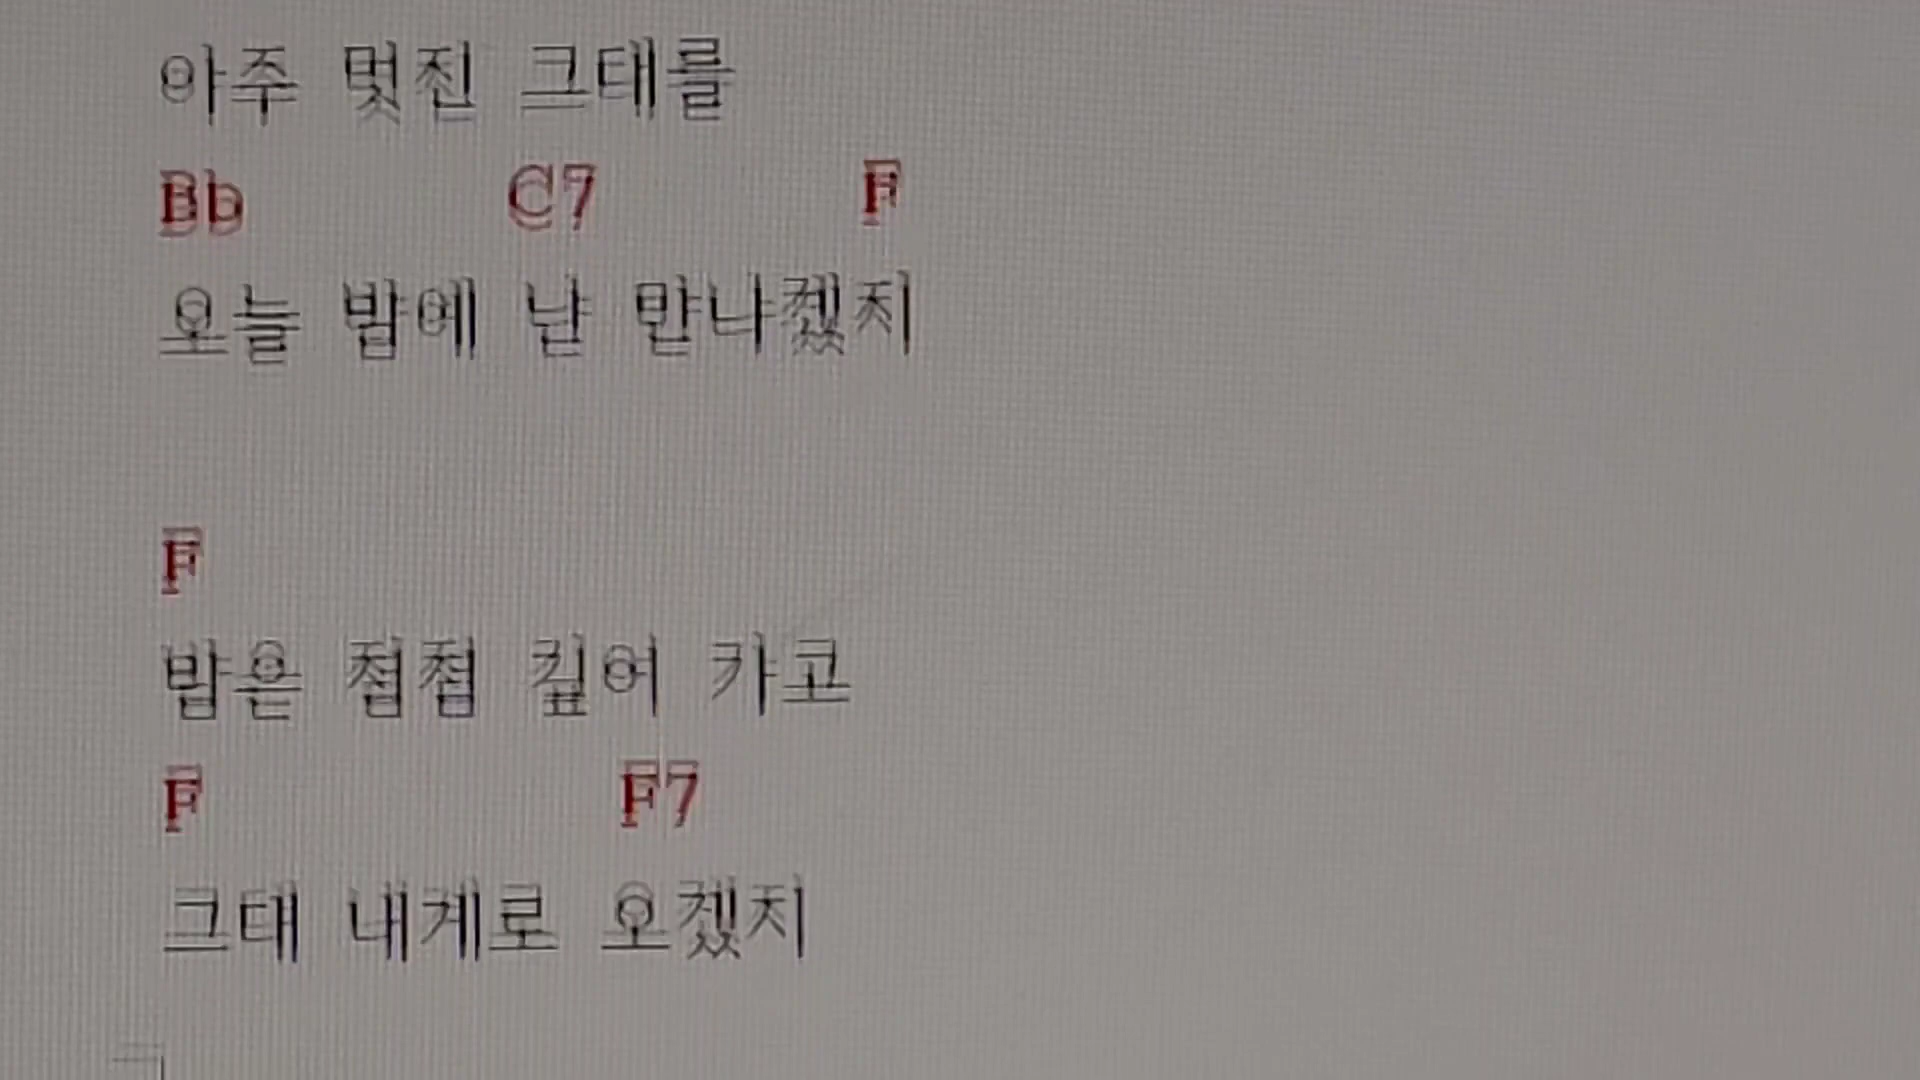 아주 멋진 그대를
Bb C7 F
오늘 밤에 난 만나겠지
F
밤은 점점 깊어 가고
F F7
그대 내게로 오겠지